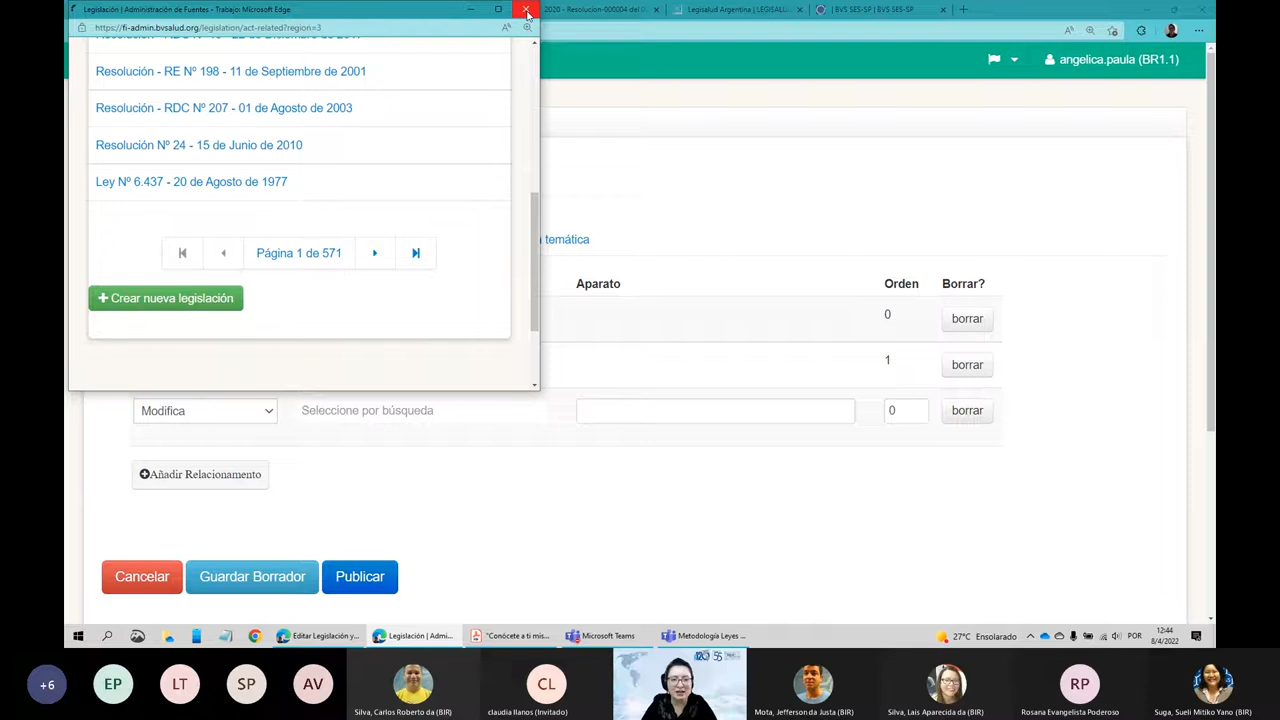 Legislación | Administración de Fuentes - Trabajo: Microsoft Edge
2020 - Resolucion-000004 del
Legisalud Argentina | LEGISALU
| BVS SES-SP | BVS SES-SP
https://fi-admin.bvsalud.org/legislation/act-related?region=3
angelica.paula (BR1.1)
Resolución - RE Nº 198 - 11 de Septiembre de 2001
Resolución - RDC Nº 207 - 01 de Agosto de 2003
Resolución Nº 24 - 15 de Junio de 2010
Ley Nº 6.437 - 20 de Agosto de 1977
temática
Página 1 de 571
Aparato
Orden
Borrar?
Crear nueva legislación
0
borrar
1
borrar
Modifica
Seleccione por búsqueda
0
borrar
Añadir Relacionamento
Cancelar
Guardar Borrador
Publicar
Editar Legislación y...
Legislación | Admi...
"Conócete a ti mis...
Microsoft Teams
Metodología Leyes ...
27°C Ensolarado
POR
12:44
8/4/2022
+6
EP
LT
SP
AV
CL
RP
Silva, Carlos Roberto da (BIR)
claudia llanos (Invitado)
Mota, Jefferson da Justa (BIR)
Silva, Lais Aparecida da (BIR)
Rosana Evangelista Poderoso
Suga, Sueli Mitiko Yano (BIR)